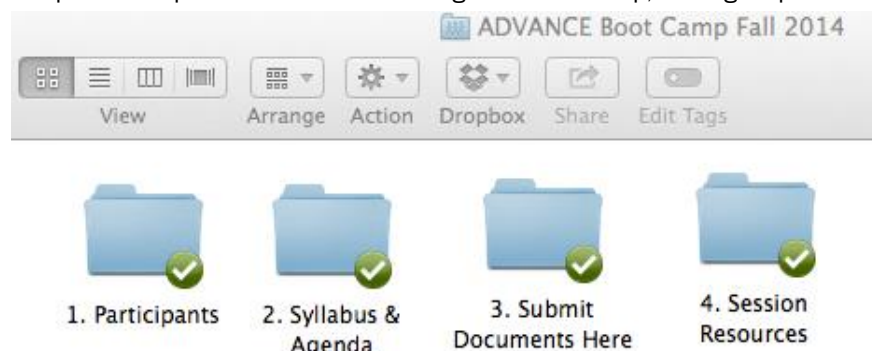 ADVANCE Boot Camp Fall 2014
View Arrange Action Dropbox Share Edit Tags
1. Participants
2. Syllabus &
Agenda
3. Submit
Documents Here
4. Session
Resources